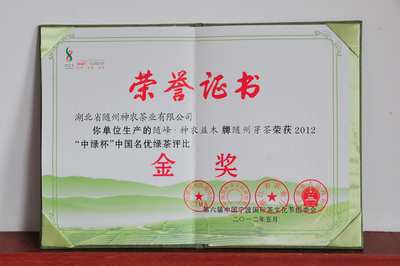 荣誉证书
湖北省随州神农茶业有限公司
你单位生产的随峰·神农益木 牌随州芽茶荣获2012
“中绿杯”中国名优绿茶评比
金奖
第六届中国宁波国际茶文化节组委会
二〇一二年五月